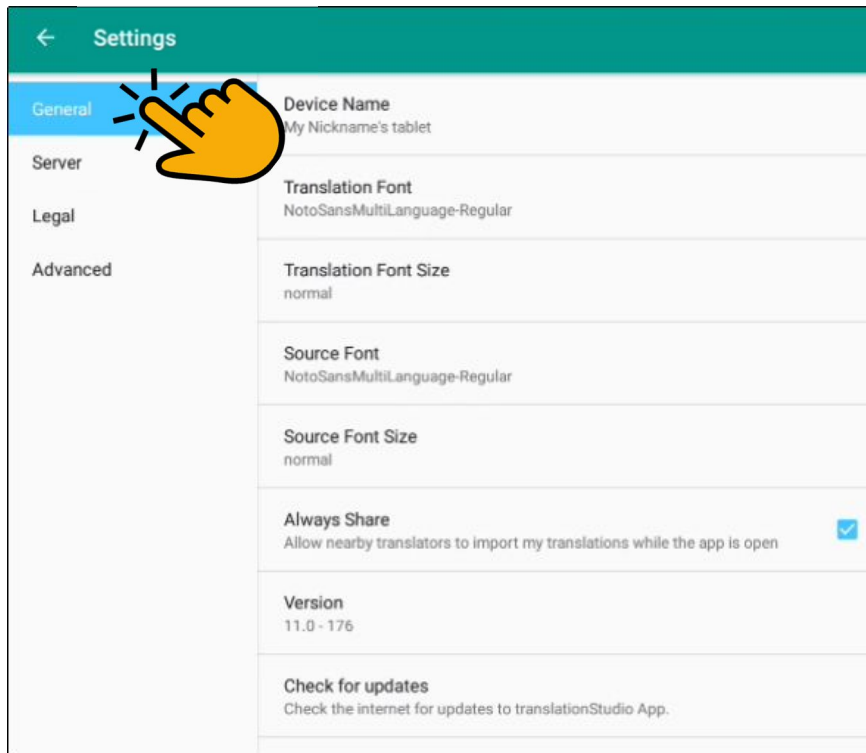 Settings
General
Server
Legal
Advanced
Device Name
My Nickname's tablet
Translation Font
NotoSansMultiLanguage-Regular
Translation Font Size
normal
Source Font
NotoSansMultiLanguage-Regular
Source Font Size
normal
Always Share
Allow nearby translators to import my translations while the app is open
Version
11.0 - 176
Check for updates
Check the internet for updates to translationStudio App.